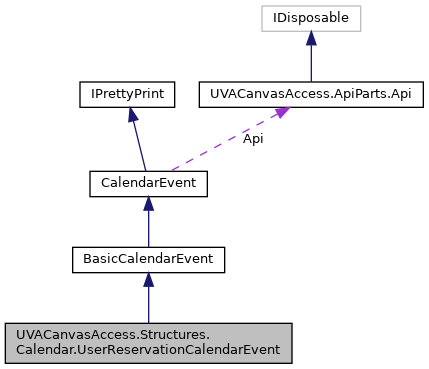 IDisposable
IPrettyPrint
UVACanvasAccess.ApiParts.Api
Api
CalendarEvent
BasicCalendarEvent
UVACanvasAccess.Structures.
Calendar.UserReservationCalendarEvent